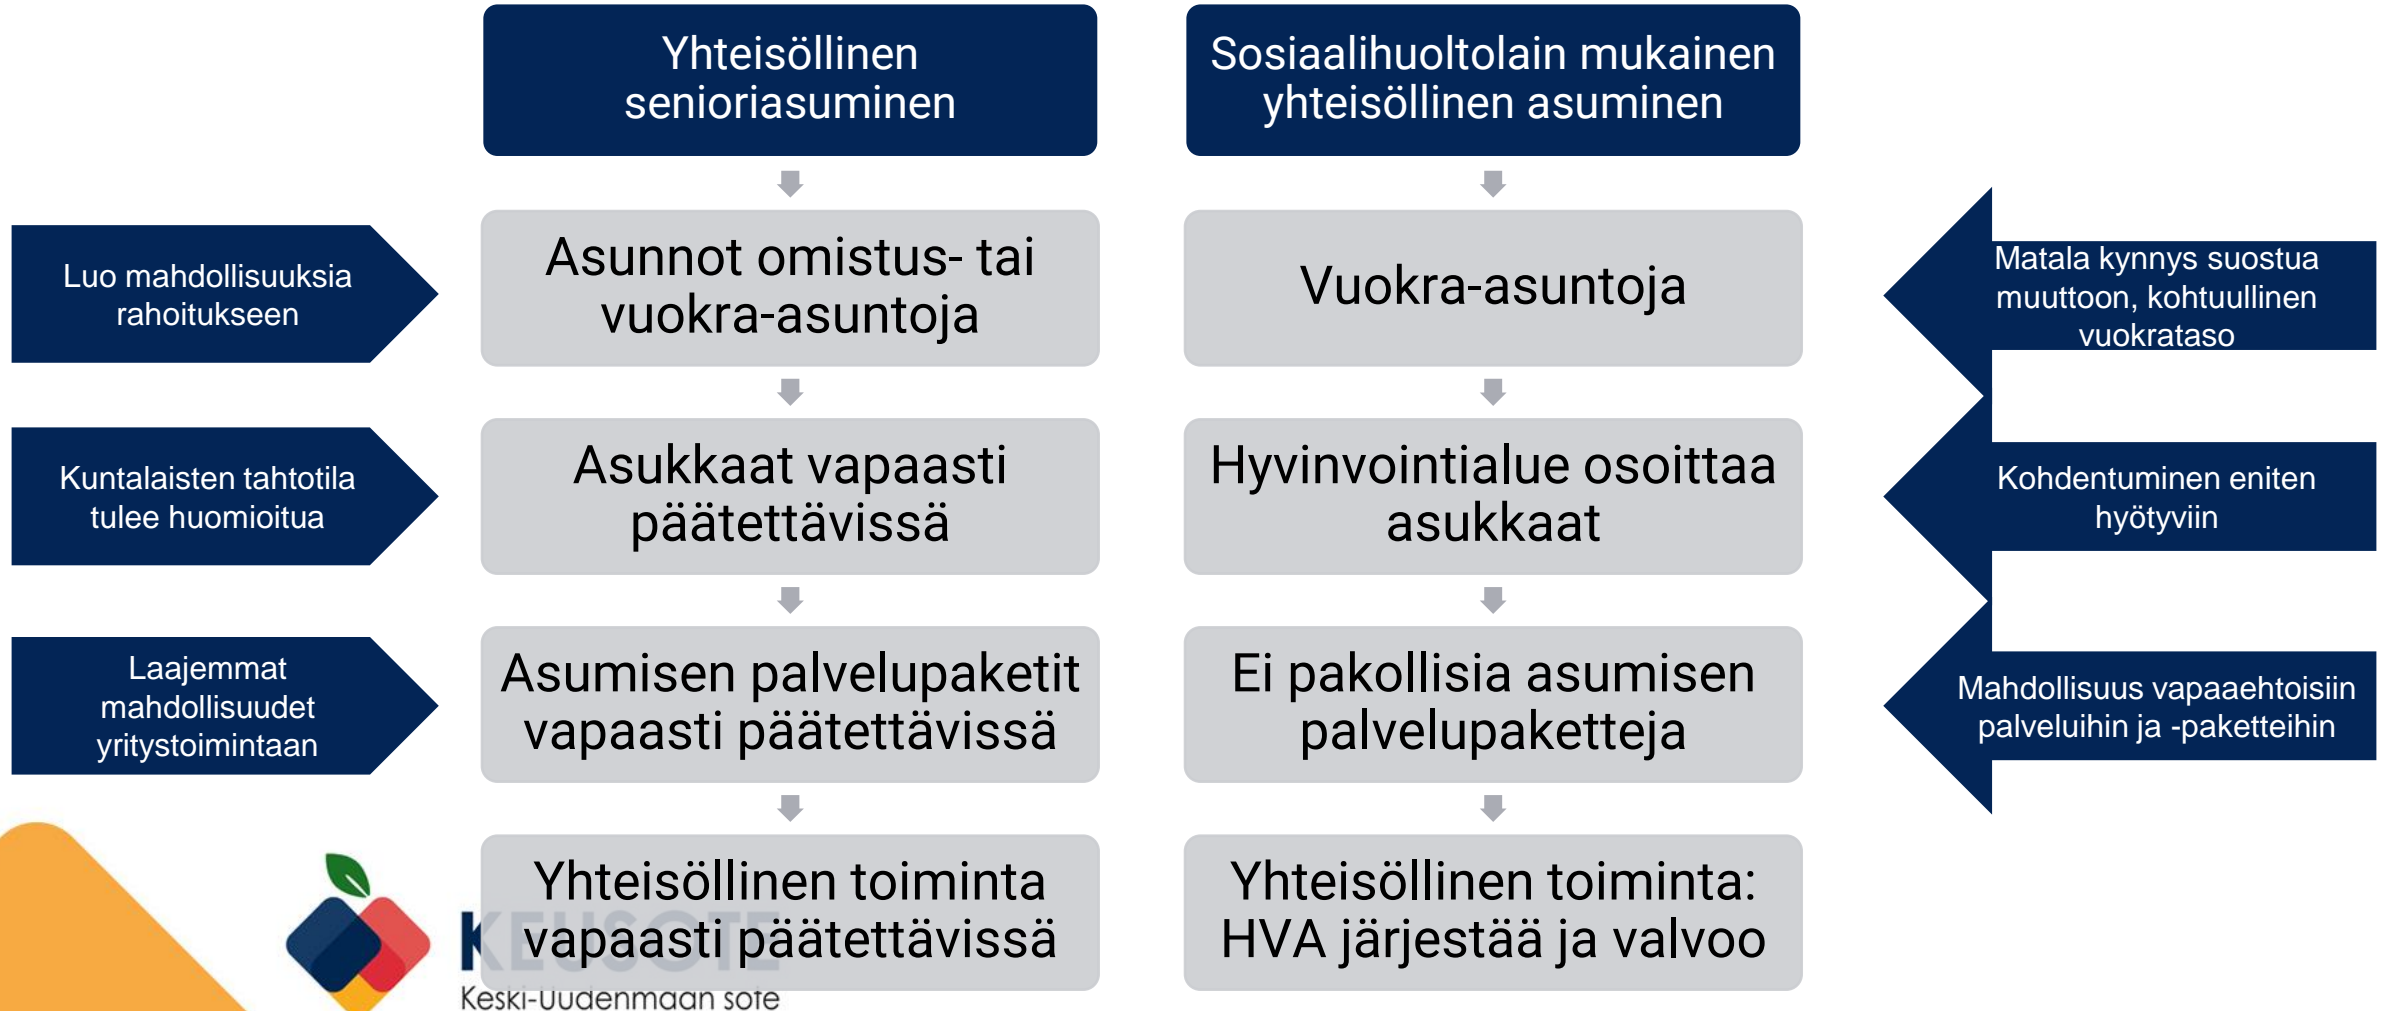 Yhteisöllinen
senioriasuminen
Sosiaalihuoltolain mukainen
yhteisöllinen asuminen
Luo mahdollisuuksia
rahoitukseen
Asunnot omistus- tai
vuokra-asuntoja
Vuokra-asuntoja
Matala kynnys suostua
muuttoon, kohtuullinen
vuokrataso
Kuntalaisten tahtotila
tulee huomioitua
Asukkaat vapaasti
päätettävissä
Hyvinvointialue osoittaa
asukkaat
Kohdentuminen eniten
hyötyviin
Laajemmat
mahdollisuudet
yritystoimintaan
Asumisen palvelupaketit
vapaasti päätettävissä
Ei pakollisia asumisen
palvelupaketteja
Mahdollisuus vapaaehtoisiin
palveluihin ja -paketteihin
Yhteisöllinen toiminta
vapaasti päätettävissä
Yhteisöllinen toiminta:
HVA järjestää ja valvoo
KEUSOTE
Keski-Uudenmaan sote